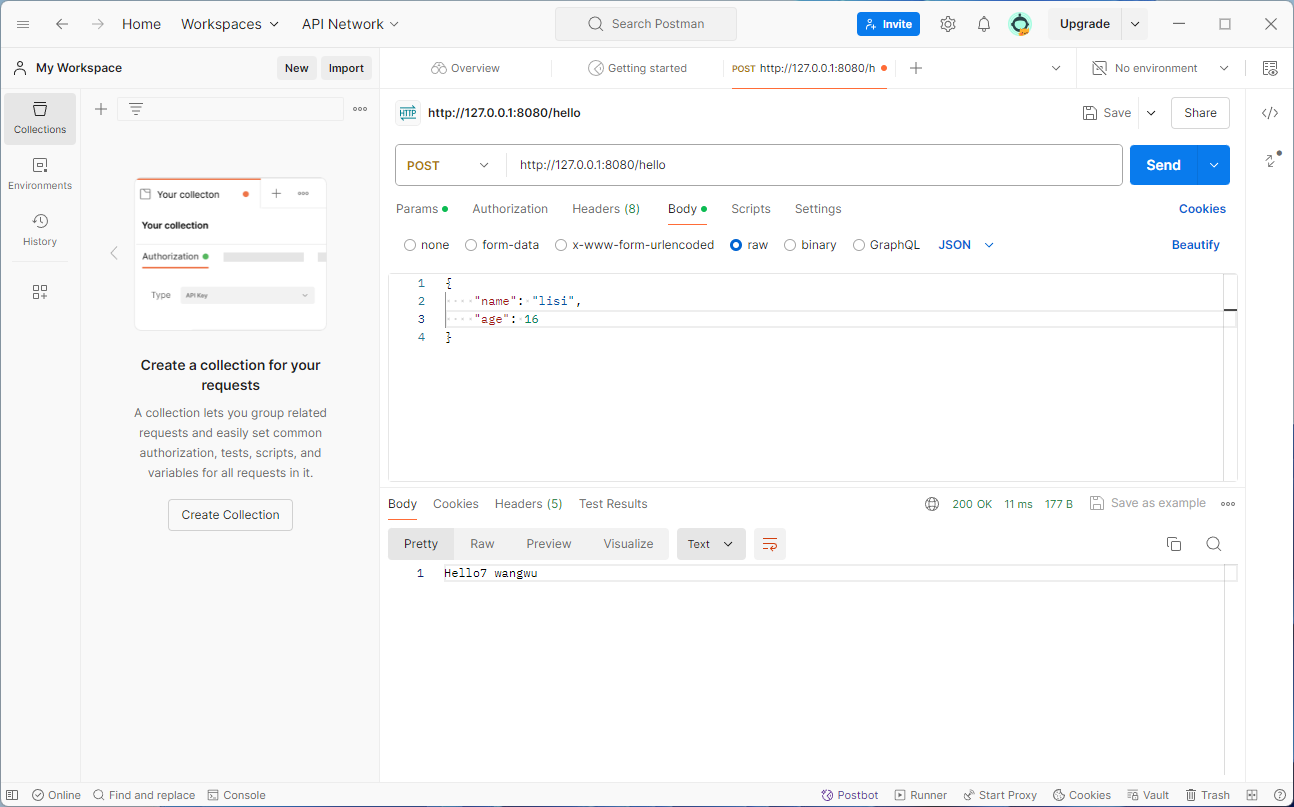 Home Workspaces API Network Search Postman Invite Upgrade
My Workspace New Import Overview Getting started POST http://127.0.0.1:8080/h No environment
Collections
Environments
History
Your collecton
Your collection
Authorization
Type API Key
Create a collection for your
requests
A collection lets you group related
requests and easily set common
authorization, tests, scripts, and
variables for all requests in it.
Create Collection
HTTP http://127.0.0.1:8080/hello Save Share
POST http://127.0.0.1:8080/hello Send
Params Authorization Headers (8) Body Scripts Settings Cookies
none form-data x-www-form-urlencoded raw binary GraphQL JSON Beautify
1 {
2 "name": "lisi",
3 "age": 16
4 }
Body Cookies Headers (5) Test Results 200 OK 11 ms 177 B Save as example
Pretty Raw Preview Visualize Text
1 Hello7 wangwu
Online Find and replace Console Postbot Runner Start Proxy Cookies Vault Trash